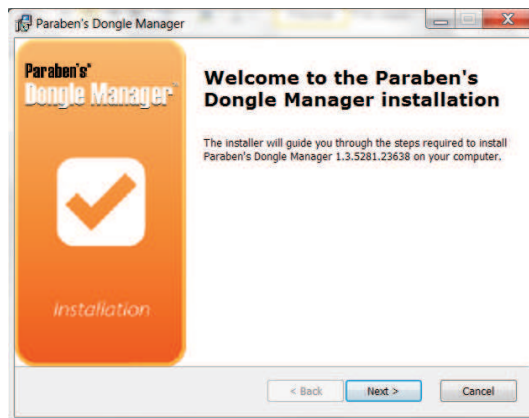 Paraben's Dongle Manager
Paraben's®
Dongle Manager™
Welcome to the Paraben's
Dongle Manager installation
The installer will guide you through the steps required to install
Paraben's Dongle Manager 1.3.5281.23638 on your computer.
Installation
< Back Next > Cancel